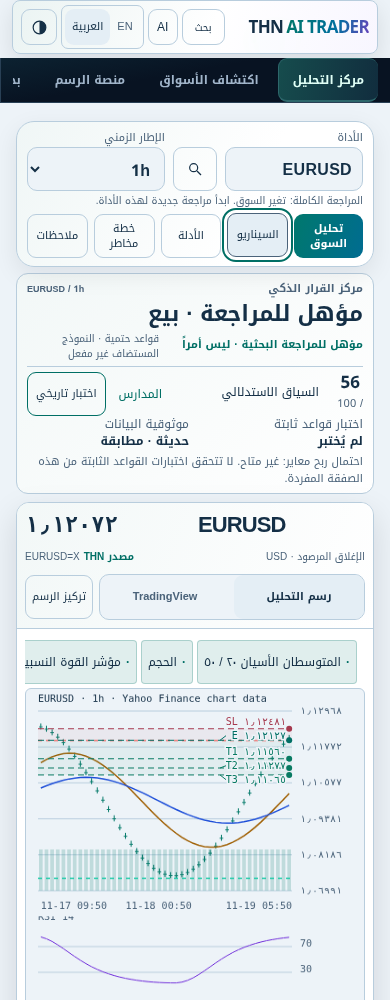 THN AI TRADER
بحث
AI
EN
العربية
مركز التحليل
اكتشاف الأسواق
منصة الرسم
الأداة
الإطار الزمني
EURUSD
1h
المراجعة الكاملة: تغير السوق. ابدأ مراجعة جديدة لهذه الأداة.
تحليل السوق
السيناريو
الأدلة
خطة مخاطر
ملاحظات
مركز القرار الذكي
EURUSD / 1h
مؤهل للمراجعة · بيع
مؤهل للمراجعة البحثية · ليس أمراً
قواعد حتمية · النموذج المستضاف غير مفعل
56
/ 100
السياق الاستدلالي
المدارس
اختبار تاريخي
اختبار قواعد ثابتة
لم يُختبر
موثوقية البيانات
حديثة · مطابقة
احتمال ربح معاير: غير متاح. لا تتحقق اختبارات القواعد الثابتة من هذه
الصفقة المفردة.
EURUSD
١٫١٢٠٧٢
الإغلاق المرصود · USD
مصدر THN EURUSD=X
رسم التحليل
TradingView
تركيز الرسم
· المتوسطان الأسيان ٢٠ / ٥٠
· الحجم
· مؤشر القوة النسبي
EURUSD · 1h · Yahoo Finance chart data
١٫١٢٩٦٨
SL ١٫١٢٤٨١
E ١٫١٢١٢٧
١٫١١٧٧٢
T1 ١٫١١٥٦٠
T2 ١٫١١٢٧٧
T3 ١٫١١٠٦٥
١٫١٠٥٧٧
١٫٠٩٣٨١
١٫٠٨١٨٦
١٫٠٦٩٩١
11-17 09:50
11-18 00:50
11-19 05:50
RSI 14
70
30